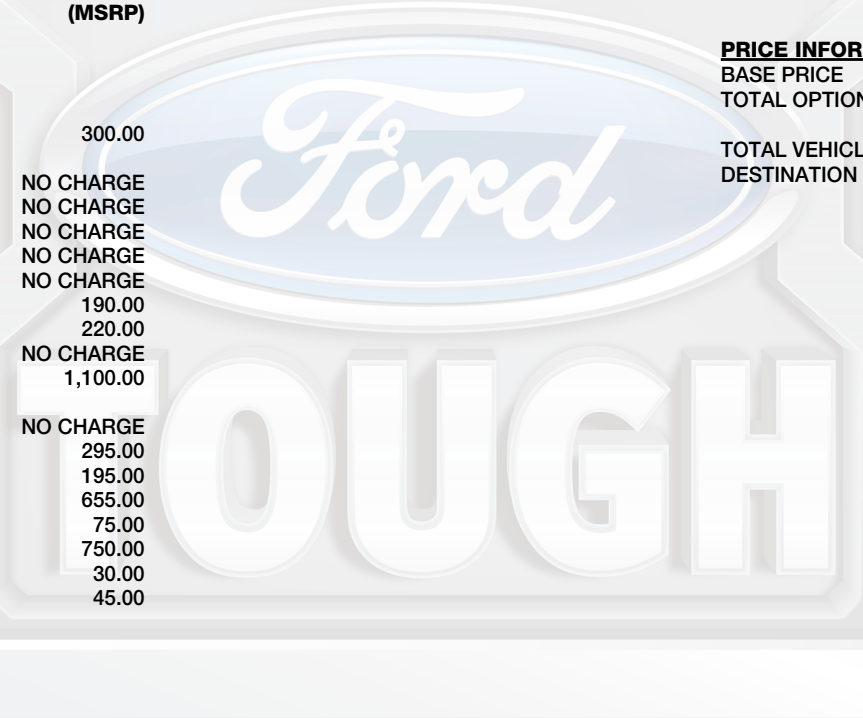 (MSRP)
300.00
NO CHARGE
NO CHARGE
NO CHARGE
NO CHARGE
NO CHARGE
190.00
220.00
NO CHARGE
1,100.00
NO CHARGE
295.00
195.00
655.00
75.00
750.00
30.00
45.00
PRICE INFOR
BASE PRICE
TOTAL OPTION
TOTAL VEHICL
DESTINATION
Ford
TOUGH